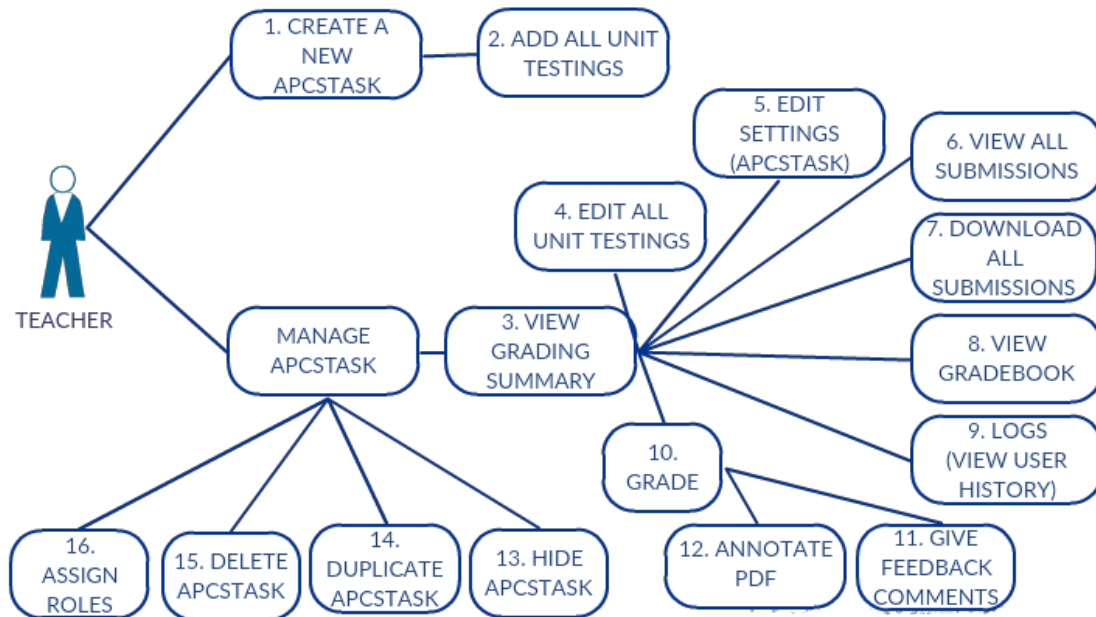 1. CREATE A
NEW
APCSTASK
2. ADD ALL UNIT
TESTINGS
5. EDIT
SETTINGS
(APCSTASK)
6. VIEW ALL
SUBMISSIONS
4. EDIT ALL
UNIT TESTINGS
7. DOWNLOAD
ALL
SUBMISSIONS
TEACHER
MANAGE
APCSTASK
3. VIEW
GRADING
SUMMARY
8. VIEW
GRADEBOOK
9. LOGS
(VIEW USER
HISTORY)
10.
GRADE
16.
ASSIGN
ROLES
15. DELETE
APCSTASK
14.
DUPLICATE
APCSTASK
13. HIDE
APCSTASK
12. ANNOTATE
PDF
11. GIVE
FEEDBACK
COMMENTS